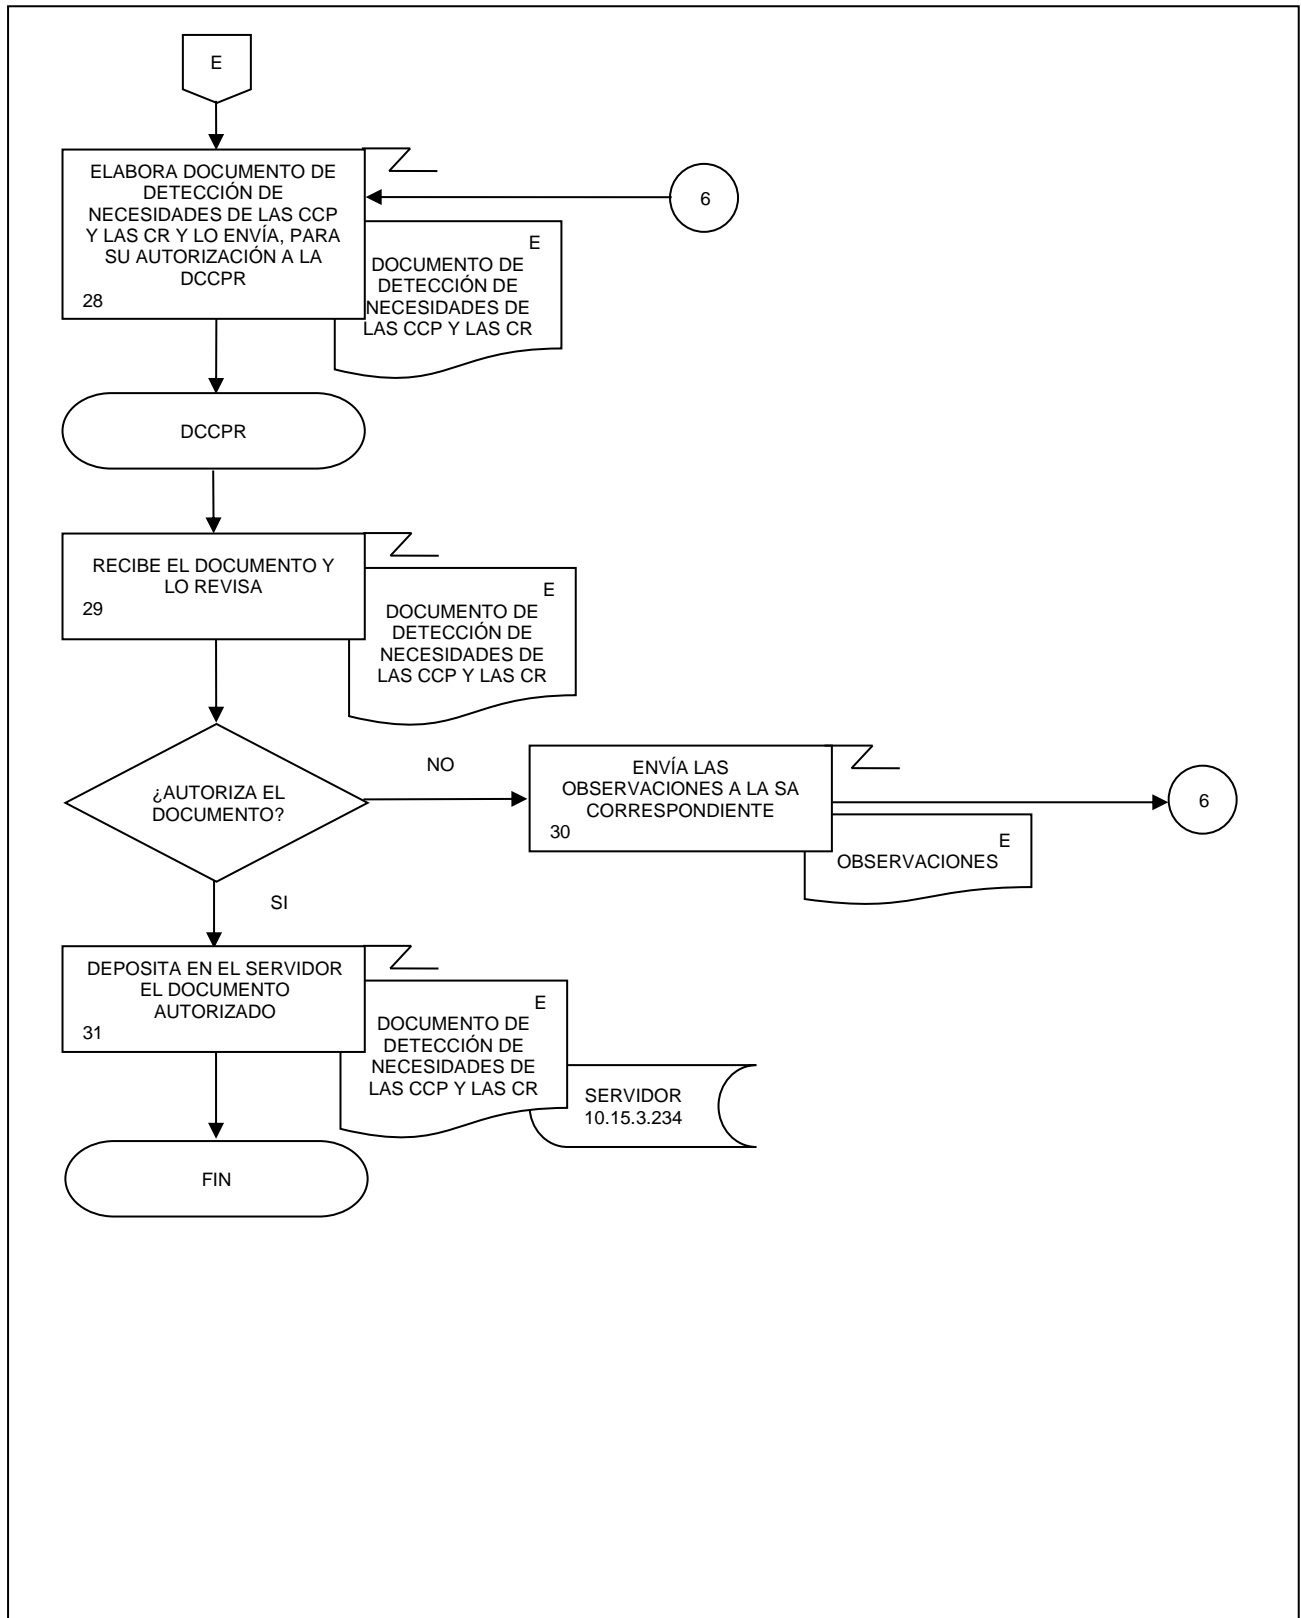 E
ELABORA DOCUMENTO DE
DETECCIÓN DE
NECESIDADES DE LAS CCP
Y LAS CR Y LO ENVÍA, PARA
SU AUTORIZACIÓN A LA
DCCPR
28
6
E
DOCUMENTO DE
DETECCIÓN DE
NECESIDADES DE
LAS CCP Y LAS CR
DCCPR
RECIBE EL DOCUMENTO Y
LO REVISA
29
E
DOCUMENTO DE
DETECCIÓN DE
NECESIDADES DE
LAS CCP Y LAS CR
¿AUTORIZA EL
DOCUMENTO?
NO
ENVÍA LAS
OBSERVACIONES A LA SA
CORRESPONDIENTE
30
6
E
OBSERVACIONES
SI
DEPOSITA EN EL SERVIDOR
EL DOCUMENTO
AUTORIZADO
31
E
DOCUMENTO DE
DETECCIÓN DE
NECESIDADES DE
LAS CCP Y LAS CR
SERVIDOR
10.15.3.234
FIN